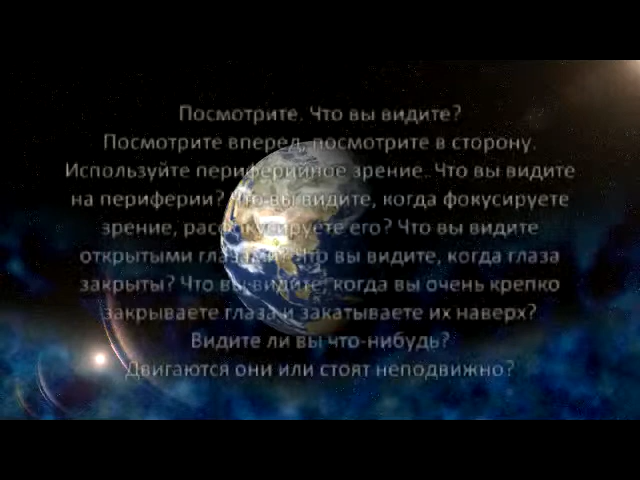 Посмотрите. Что вы видите?
Посмотрите вперед, посмотрите в сторону.
Используйте периферийное зрение. Что вы видите
на периферии? Что вы видите, когда фокусируете
зрение, расфокусируете его? Что вы видите
открытыми глазами? Что вы видите, когда глаза
закрыты? Что вы видите, когда вы очень крепко
закрываете глаза и закатываете их наверх?
Видите ли вы что-нибудь?
Двигаются они или стоят неподвижно?